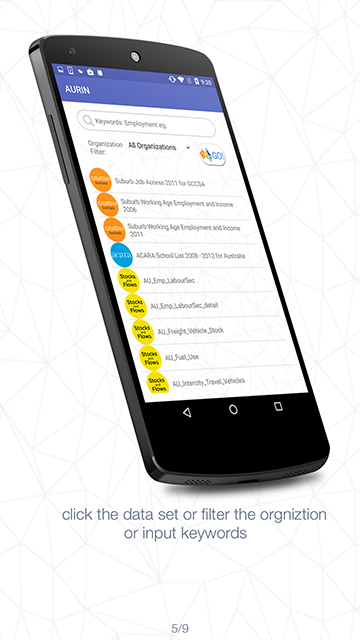 9:20
AURIN
Keywords: Employment eg.
Organization
Filter:
All Organizations
GO!
Suburb Job Access 2011 for GCCSA
Suburb Working Age Employment and Income
2006
Suburb Working Age Employment and Income
2011
acara
ACARA School List 2008 - 2012 for Australia
Stocks
and
Flows
AU_Emp_LabourSec
Stocks
and
Flows
AU_Emp_LabourSec_detail
Stocks
and
Flows
AU_Freight_Vehicle_Stock
Stocks
and
Flows
AU_Fuel_Use
Stocks
and
Flows
AU_Intercity_Travel_Vehicles
click the data set or filter the orgniztion
or input keywords
5/9